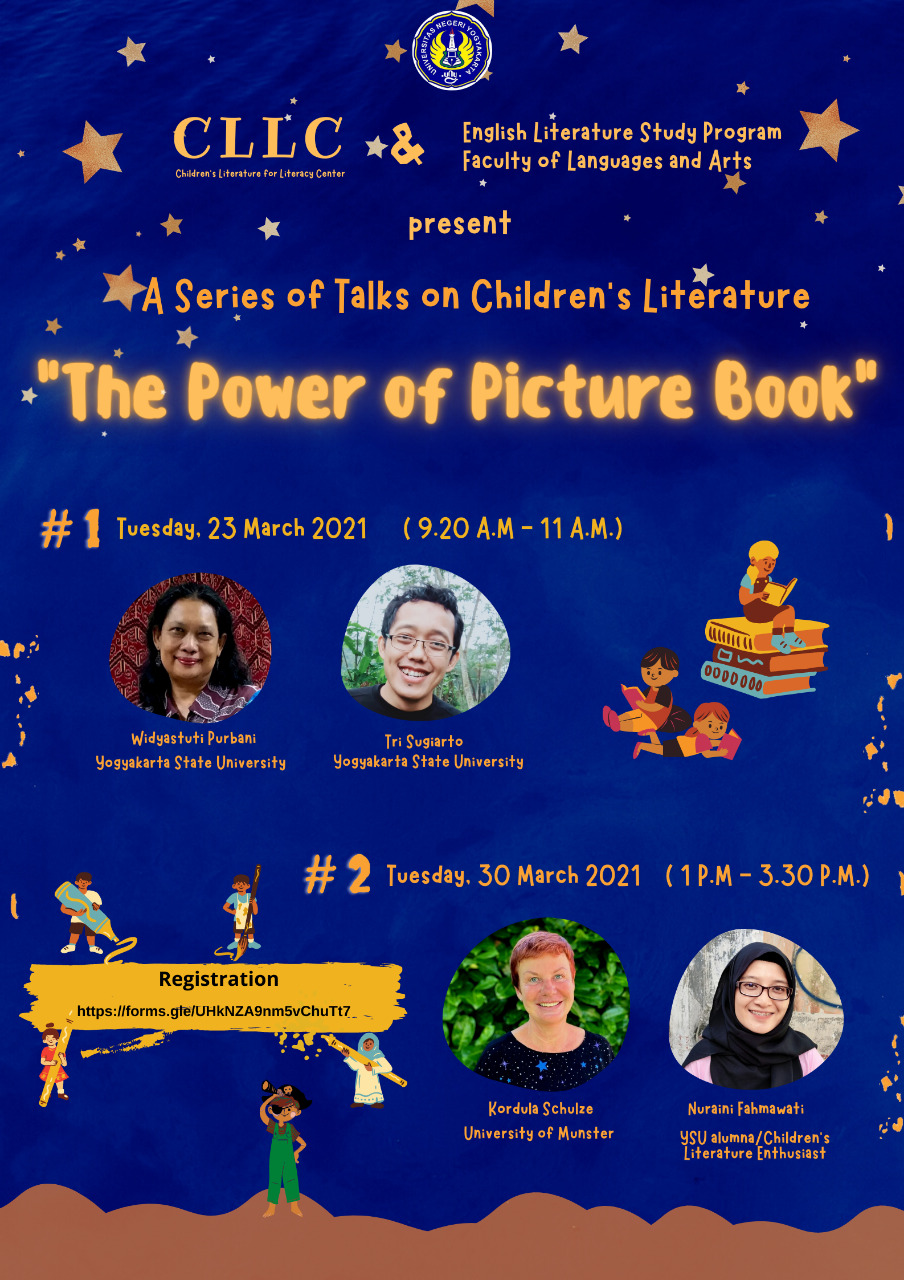 UNIVERSITAS NEGERI YOGYAKARTA
CLLC
Children's Literature for Literacy Center
&
English Literature Study Program
Faculty of Languages and Arts
present
A Series of Talks on Children's Literature
"The Power of Picture Book"
#1 Tuesday, 23 March 2021 ( 9.20 A.M - 11 A.M.)
Widyastuti Purbani
Yogyakarta State University
Tri Sugiarto
Yogyakarta State University
#2 Tuesday, 30 March 2021 ( 1 P.M - 3.30 P.M.)
Registration
https://forms.gle/UHkNZA9nm5vChuTt7
Kordula Schulze
University of Munster
Nuraini Fahmawati
YSU alumna/Children's
Literature Enthusiast